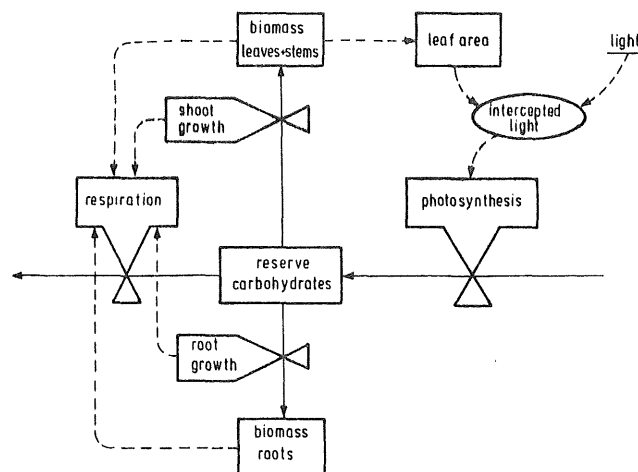 biomass
leaves+stems
leaf area
light
shoot
growth
intercepted
light
respiration
photosynthesis
reserve
carbohydrates
root
growth
biomass
roots